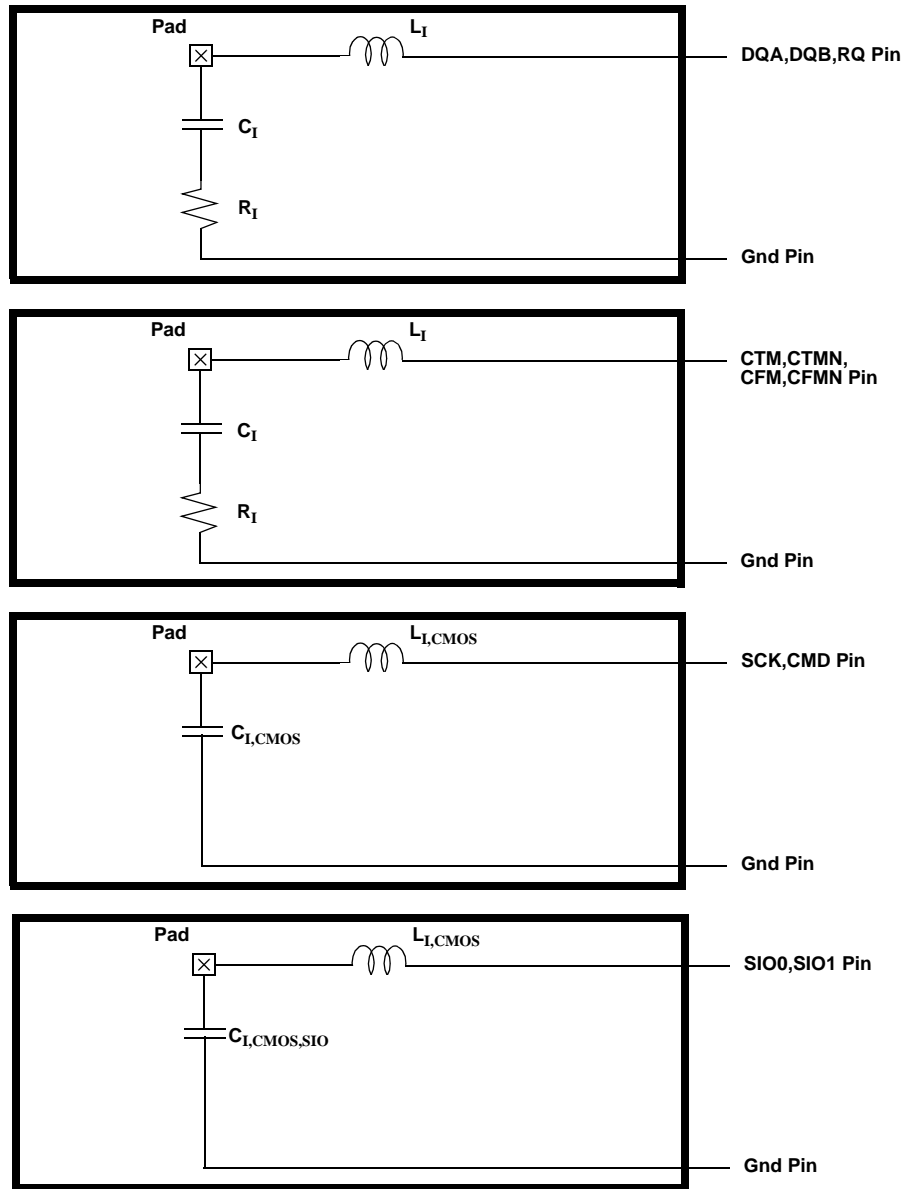 Pad
L_I
DQA,DQB,RQ Pin
C_I
R_I
Gnd Pin
Pad
L_I
CTM,CTMN,
CFM,CFMN Pin
C_I
R_I
Gnd Pin
Pad
L_I,CMOS
SCK,CMD Pin
C_I,CMOS
Gnd Pin
Pad
L_I,CMOS
SIO0,SIO1 Pin
C_I,CMOS,SIO
Gnd Pin